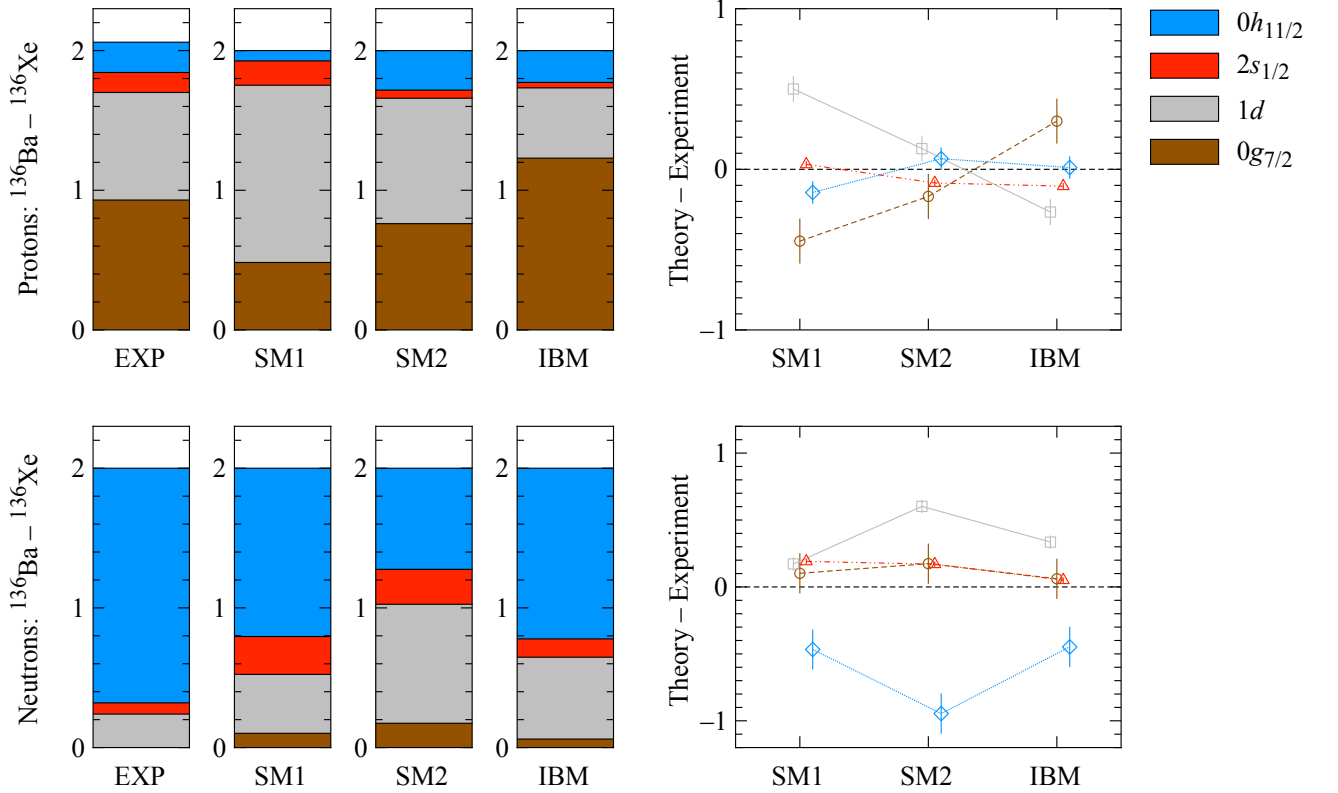 Protons: ¹³⁶Ba – ¹³⁶Xe
2
1
0
EXP
2
1
0
SM1
2
1
0
SM2
2
1
0
IBM
Theory – Experiment
1
0
–1
SM1
SM2
IBM
0h₁₁/₂
2s₁/₂
1d
0g₇/₂
Neutrons: ¹³⁶Ba – ¹³⁶Xe
2
1
0
EXP
2
1
0
SM1
2
1
0
SM2
2
1
0
IBM
Theory – Experiment
1
0
–1
SM1
SM2
IBM